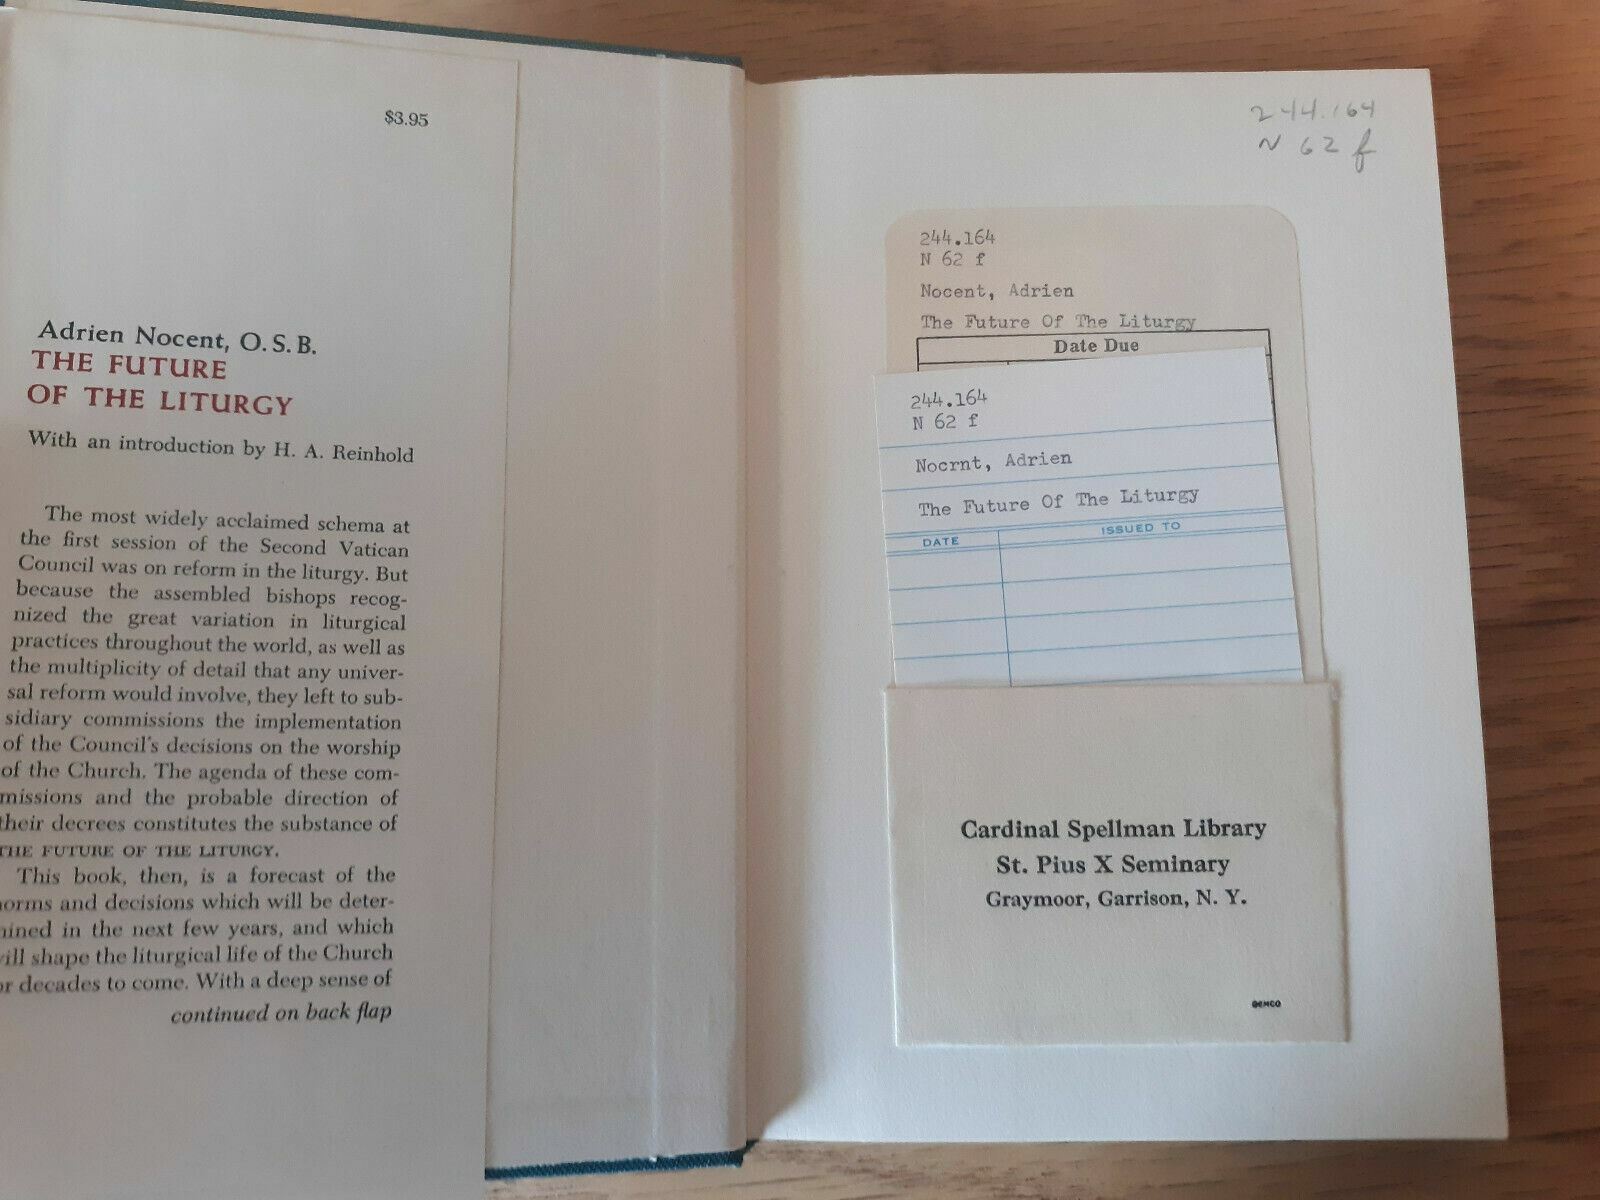 $3.95
Adrien Nocent, O.S.B.
THE FUTURE
OF THE LITURGY
With an introduction by H. A. Reinhold
The most widely acclaimed schema at
the first session of the Second Vatican
Council was on reform in the liturgy. But
because the assembled bishops recog-
nized the great variation in liturgical
practices throughout the world, as well as
the multiplicity of detail that any univer-
sal reform would involve, they left to sub-
sidiary commissions the implementation
of the Council's decisions on the worship
of the Church. The agenda of these com-
missions and the probable direction of
their decrees constitutes the substance of
THE FUTURE OF THE LITURGY.
This book, then, is a forecast of the
norms and decisions which will be deter-
mined in the next few years, and which
will shape the liturgical life of the Church
or decades to come. With a deep sense of
continued on back flap
244.164
N 62 f
244.164
N 62 f
Nocent, Adrien
The Future Of The Liturgy
Date Due
244.164
N 62 f
Nocrnt, Adrien
The Future Of The Liturgy
DATE ISSUED TO
Cardinal Spellman Library
St. Pius X Seminary
Graymoor, Garrison, N. Y.
DEMCO